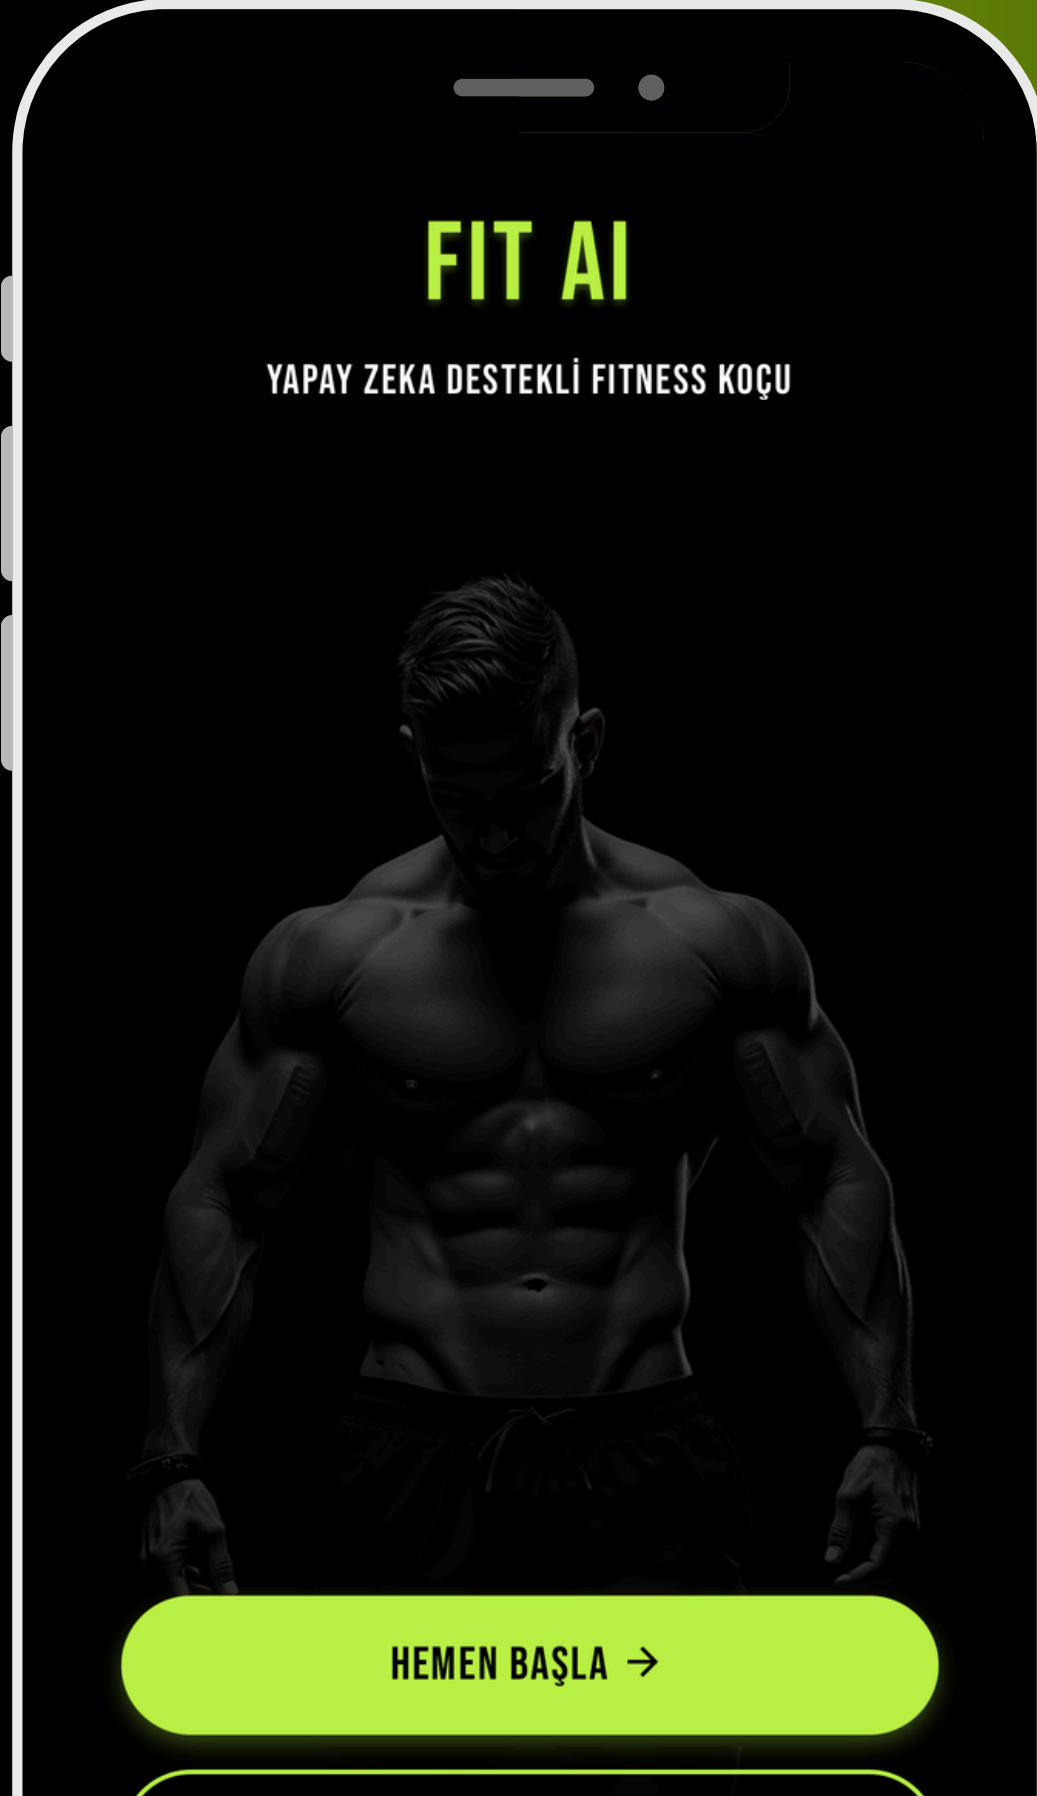 FIT AI
YAPAY ZEKA DESTEKLİ FITNESS KOÇU
HEMEN BAŞLA →